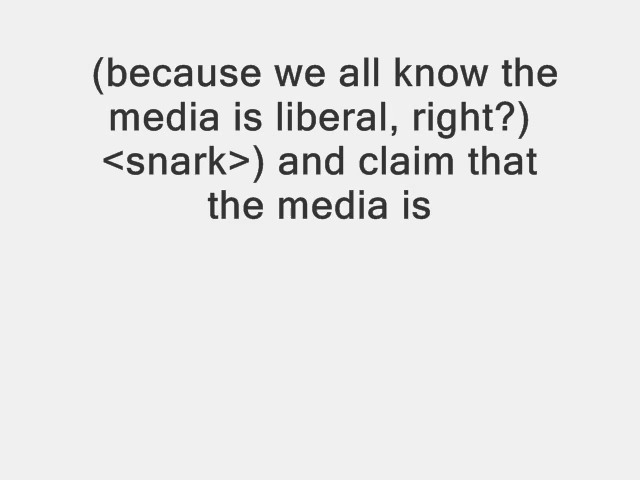 (because we all know the
media is liberal, right?)
<snark>) and claim that
the media is